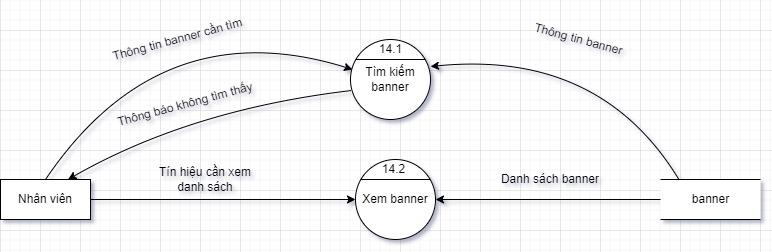 Thông tin banner cần tìm
Thông tin banner
14.1
Tìm kiếm
banner
Thông báo không tìm thấy
Tín hiệu cần xem
danh sách
14.2
Danh sách banner
Nhân viên
Xem banner
banner